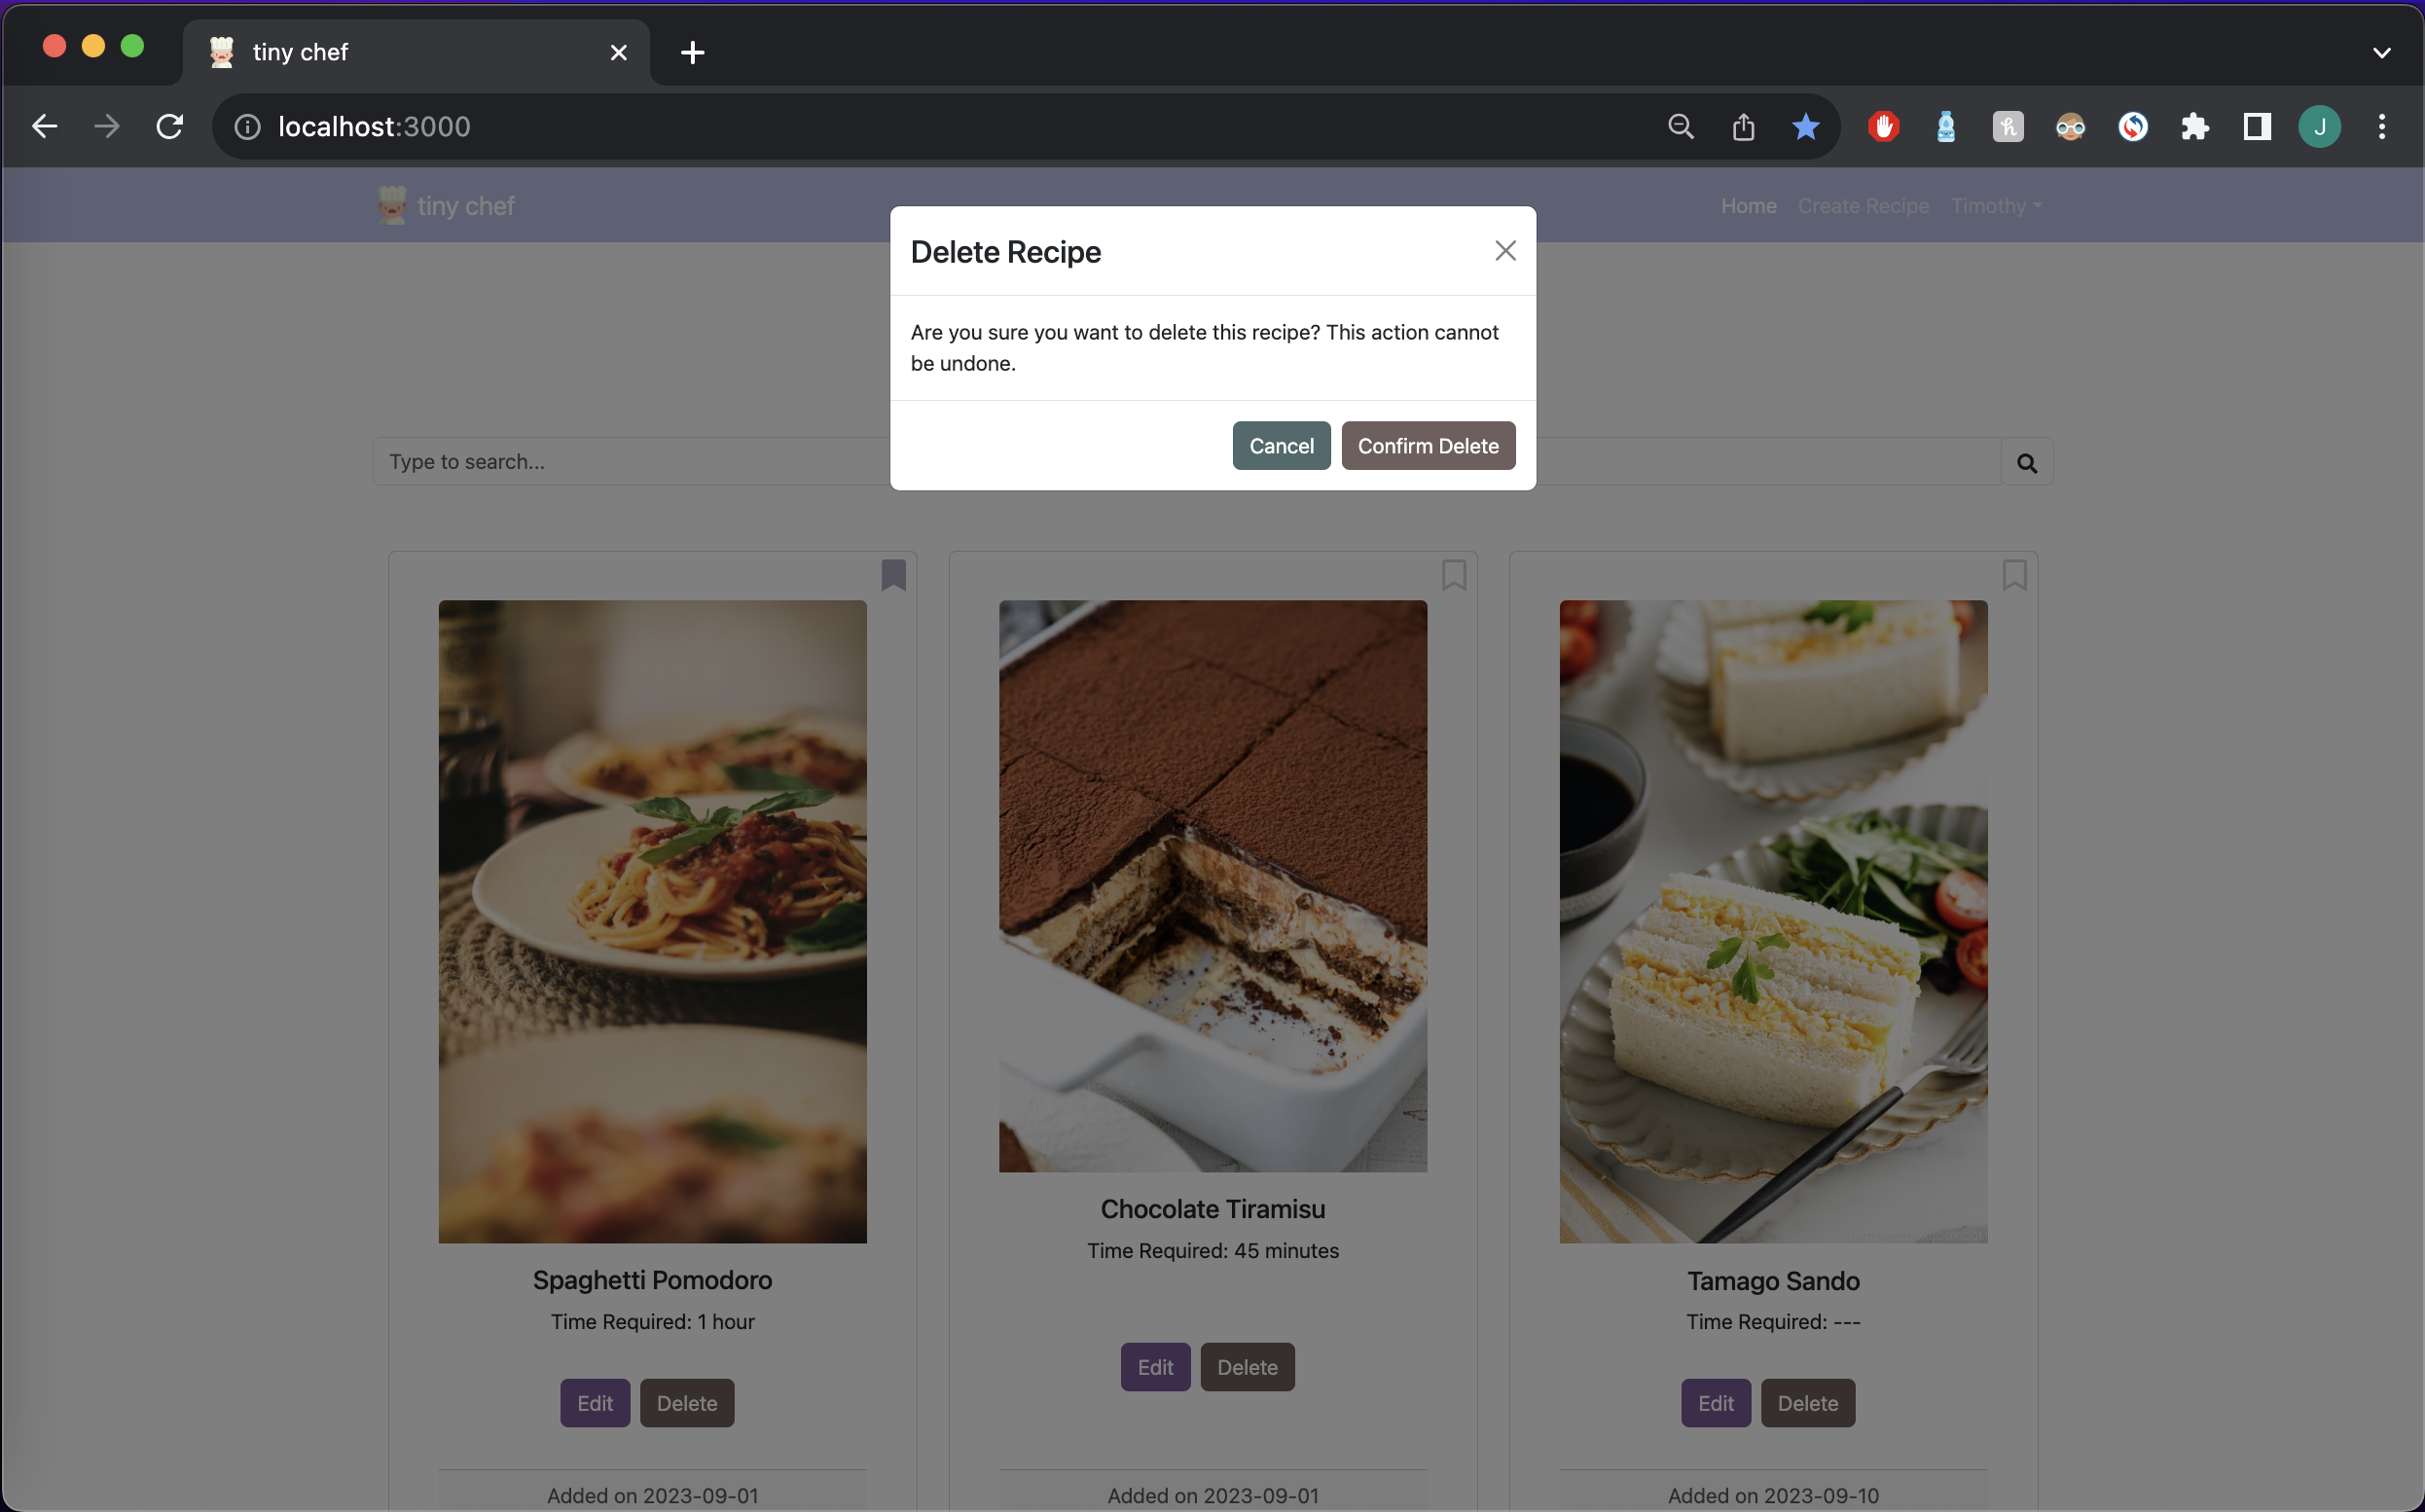 tiny chef
localhost:3000
J
tiny chef
Home Create Recipe Timothy
Delete Recipe
Are you sure you want to delete this recipe? This action cannot
be undone.
Cancel Confirm Delete
Type to search...
Spaghetti Pomodoro
Time Required: 1 hour
Edit Delete
Added on 2023-09-01
Chocolate Tiramisu
Time Required: 45 minutes
Edit Delete
Added on 2023-09-01
Tamago Sando
Time Required: ---
Edit Delete
Added on 2023-09-10